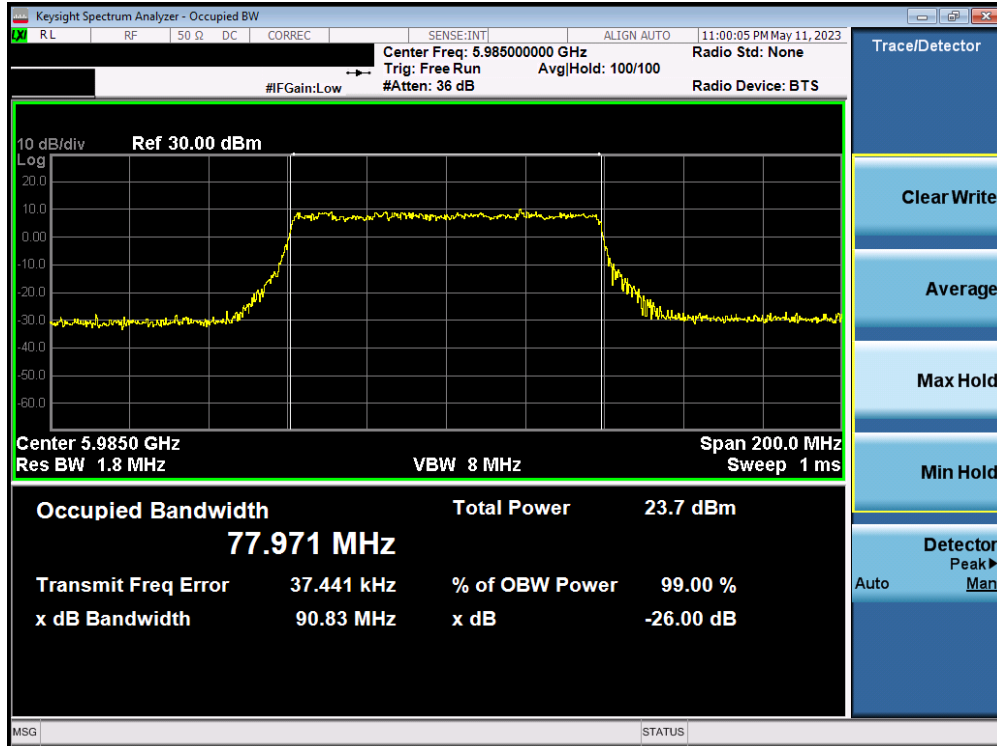 Keysight Spectrum Analyzer - Occupied BW
LXI RL RF 50 Ω DC CORREC SENSE:INT ALIGN AUTO 11:00:05 PM May 11, 2023
Center Freq: 5.985000000 GHz Radio Std: None
Trig: Free Run Avg|Hold: 100/100
#IFGain:Low #Atten: 36 dB Radio Device: BTS
10 dB/div Ref 30.00 dBm
Log
20.0
10.0
0.00
-10.0
-20.0
-30.0
-40.0
-50.0
-60.0
Center 5.9850 GHz Span 200.0 MHz
Res BW 1.8 MHz VBW 8 MHz Sweep 1 ms
Occupied Bandwidth Total Power 23.7 dBm
77.971 MHz
Transmit Freq Error 37.441 kHz % of OBW Power 99.00 %
x dB Bandwidth 90.83 MHz x dB -26.00 dB
MSG STATUS
Trace/Detector
Clear Write
Average
Max Hold
Min Hold
Detector
Peak▶
Auto Man